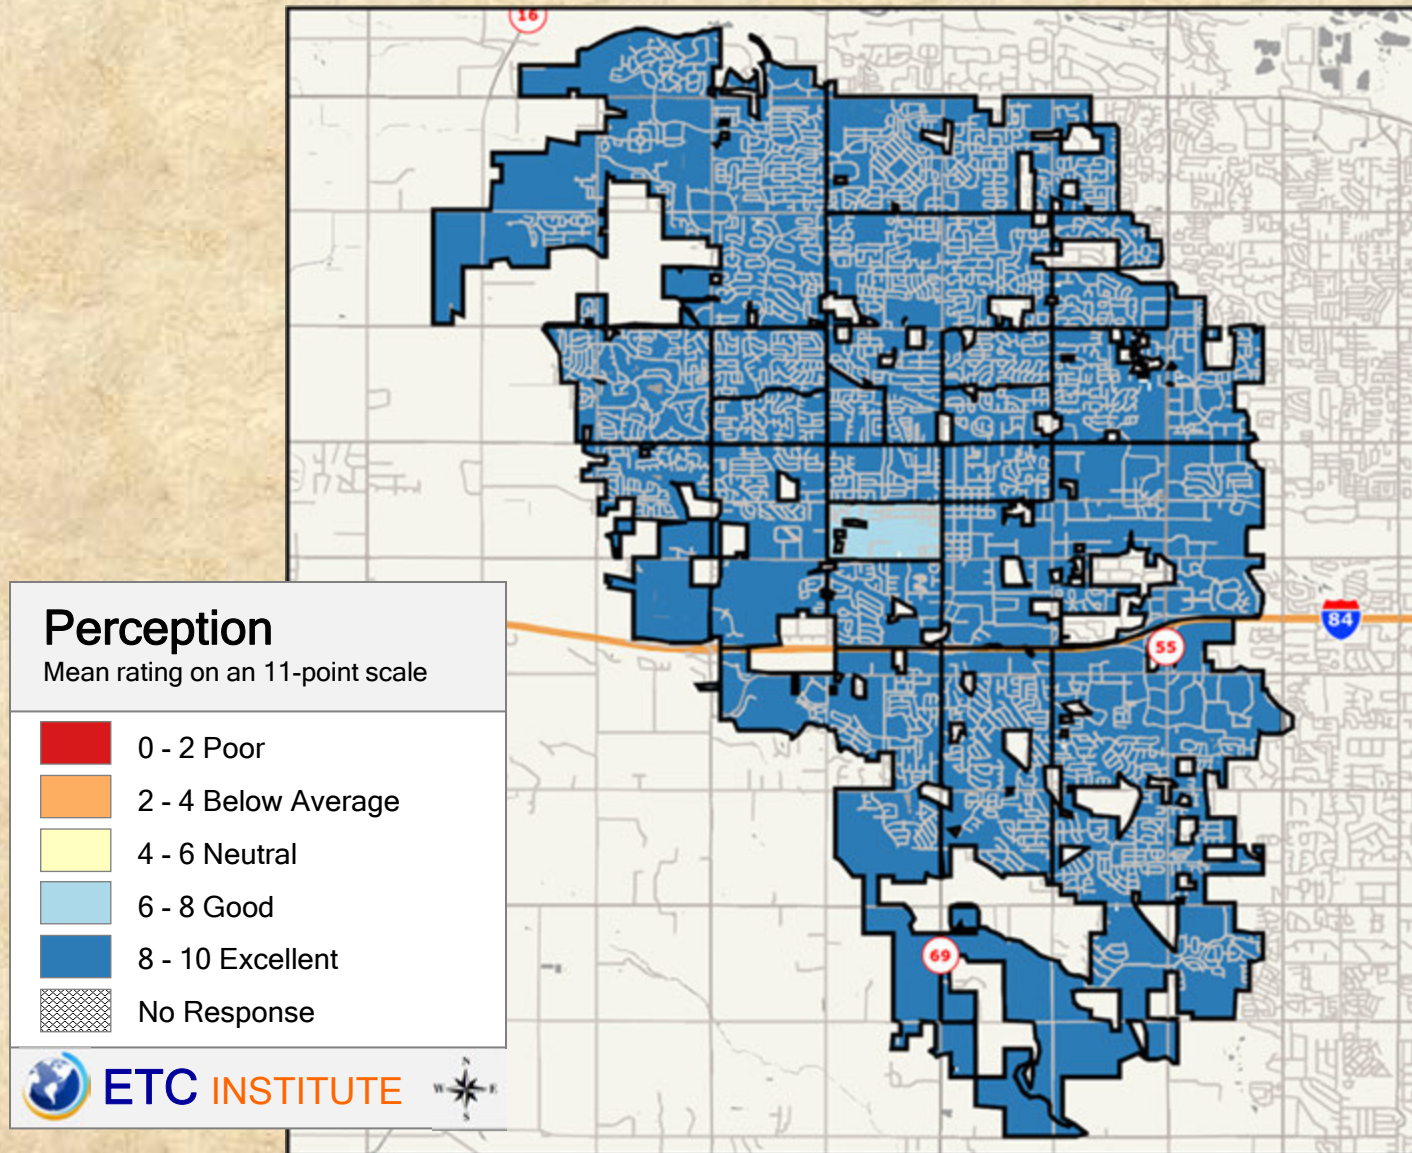 16
84
55
Perception
Mean rating on an 11-point scale
0 - 2 Poor
2 - 4 Below Average
4 - 6 Neutral
6 - 8 Good
8 - 10 Excellent
No Response
69
ETC INSTITUTE
N
W E
S